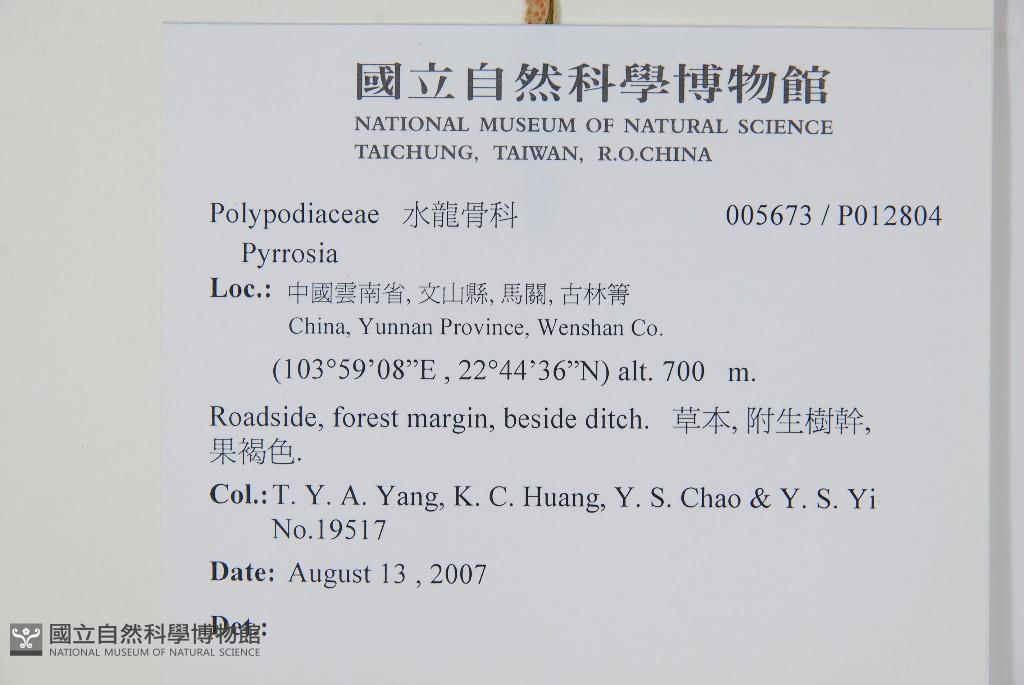 國立自然科學博物館
NATIONAL MUSEUM OF NATURAL SCIENCE
TAICHUNG, TAIWAN, R.O.CHINA
Polypodiaceae 水龍骨科 005673 / P012804
Pyrrosia
Loc.: 中國雲南省, 文山縣, 馬關, 古林箐
China, Yunnan Province, Wenshan Co.
(103°59’08”E , 22°44’36”N) alt. 700 m.
Roadside, forest margin, beside ditch. 草本, 附生樹幹,
果褐色.
Col.: T. Y. A. Yang, K. C. Huang, Y. S. Chao & Y. S. Yi
No.19517
Date: August 13 , 2007
Det.:
國立自然科學博物館
NATIONAL MUSEUM OF NATURAL SCIENCE